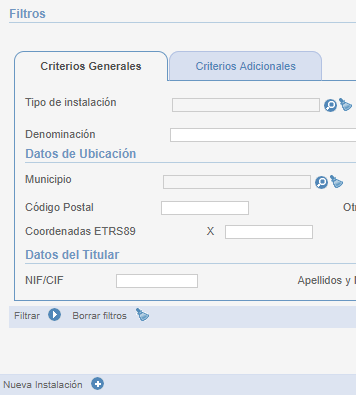 Filtros
Criterios Generales Criterios Adicionales
Tipo de instalación
Denominación
Datos de Ubicación
Municipio
Código Postal
Coordenadas ETRS89 X
Datos del Titular
NIF/CIF Apellidos y
Filtrar Borrar filtros
Nueva Instalación